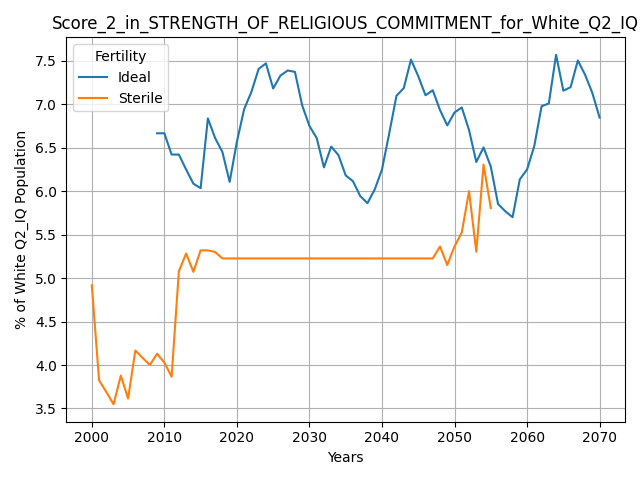 Score_2_in_STRENGTH_OF_RELIGIOUS_COMMITMENT_for_White_Q2_IQ
Fertility
Ideal
Sterile
% of White Q2_IQ Population
7.5
7.0
6.5
6.0
5.5
5.0
4.5
4.0
3.5
2000 2010 2020 2030 2040 2050 2060 2070
Years